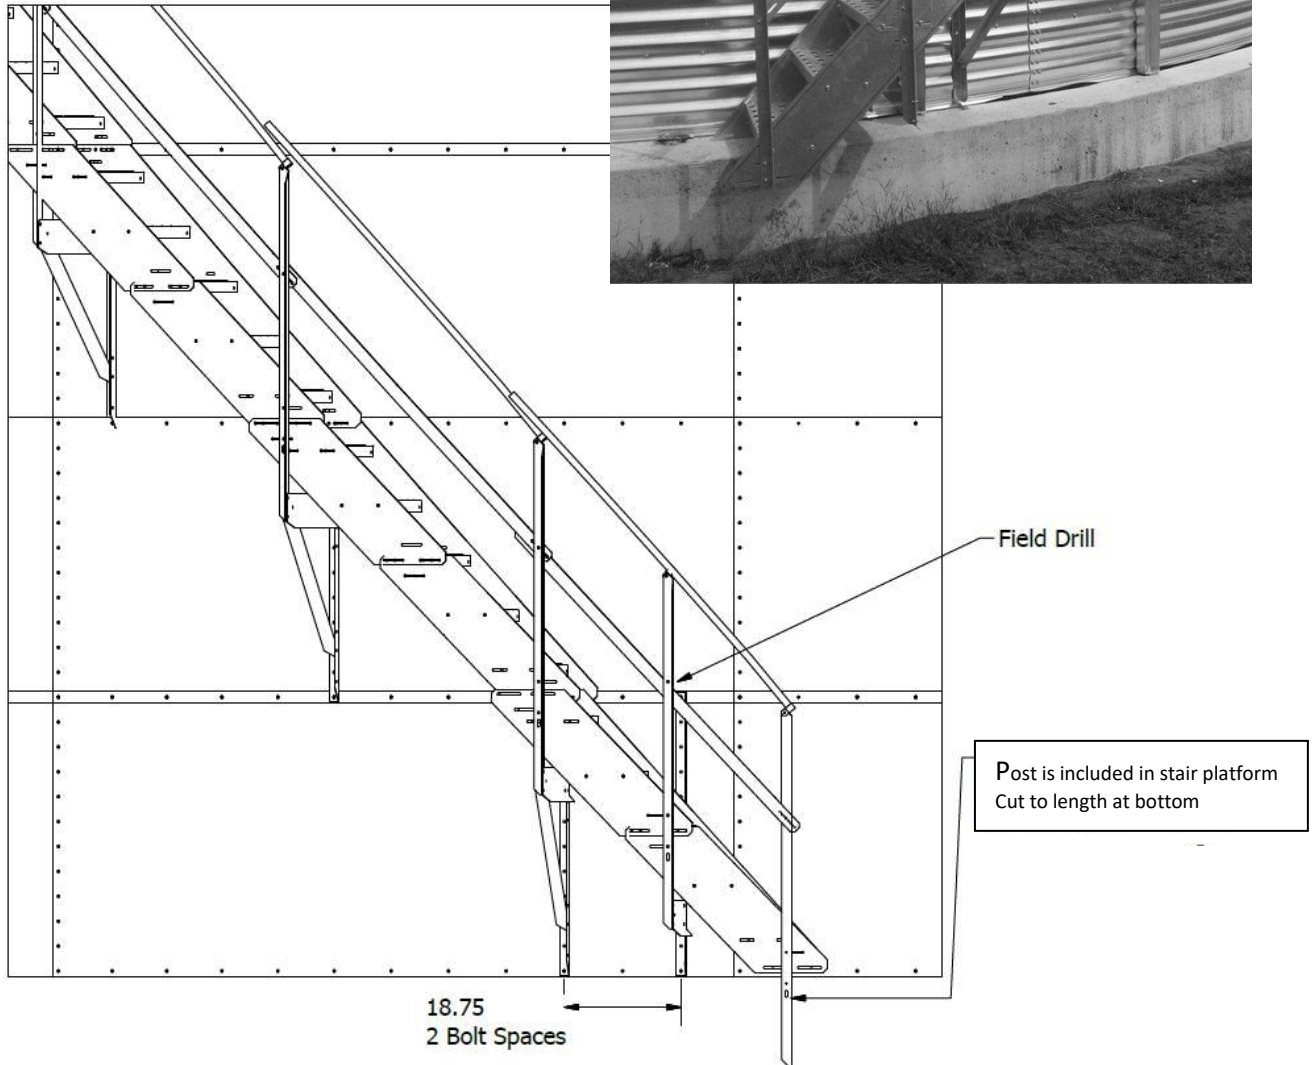 Field Drill
Post is included in stair platform
Cut to length at bottom
18.75
2 Bolt Spaces